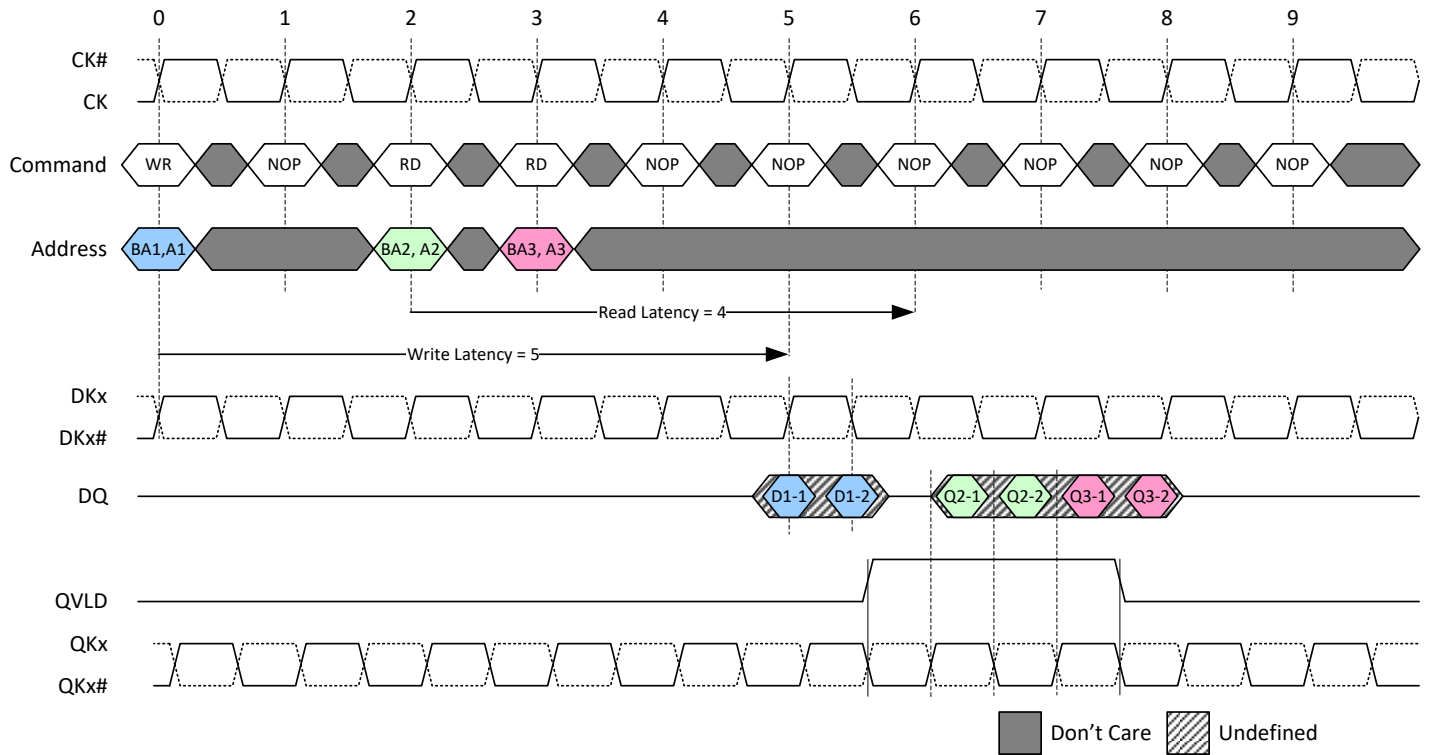 0 1 2 3 4 5 6 7 8 9
CK#
CK
Command WR NOP RD RD NOP NOP NOP NOP NOP NOP
Address BA1,A1 BA2, A2 BA3, A3
Read Latency = 4
Write Latency = 5
DKx
DKx#
DQ D1-1 D1-2 Q2-1 Q2-2 Q3-1 Q3-2
QVLD
QKx
QKx#
Don't Care Undefined